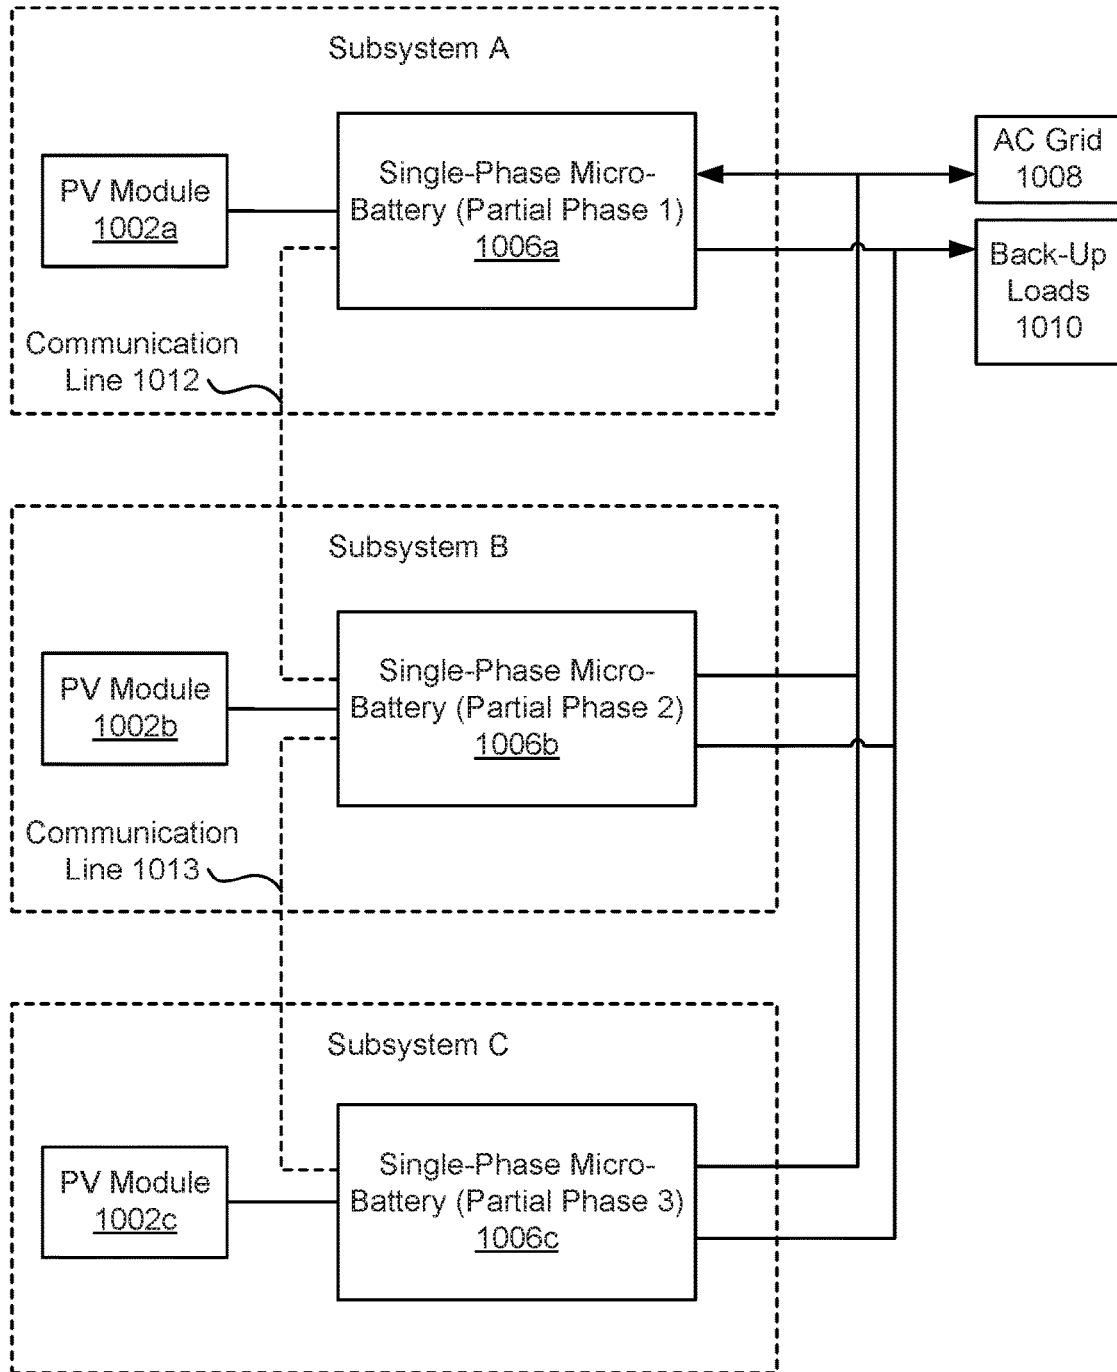 Subsystem A
PV Module
1002a
Single-Phase Micro-
Battery (Partial Phase 1)
1006a
AC Grid
1008
Back-Up
Loads
1010
Communication
Line 1012
Subsystem B
PV Module
1002b
Single-Phase Micro-
Battery (Partial Phase 2)
1006b
Communication
Line 1013
Subsystem C
PV Module
1002c
Single-Phase Micro-
Battery (Partial Phase 3)
1006c